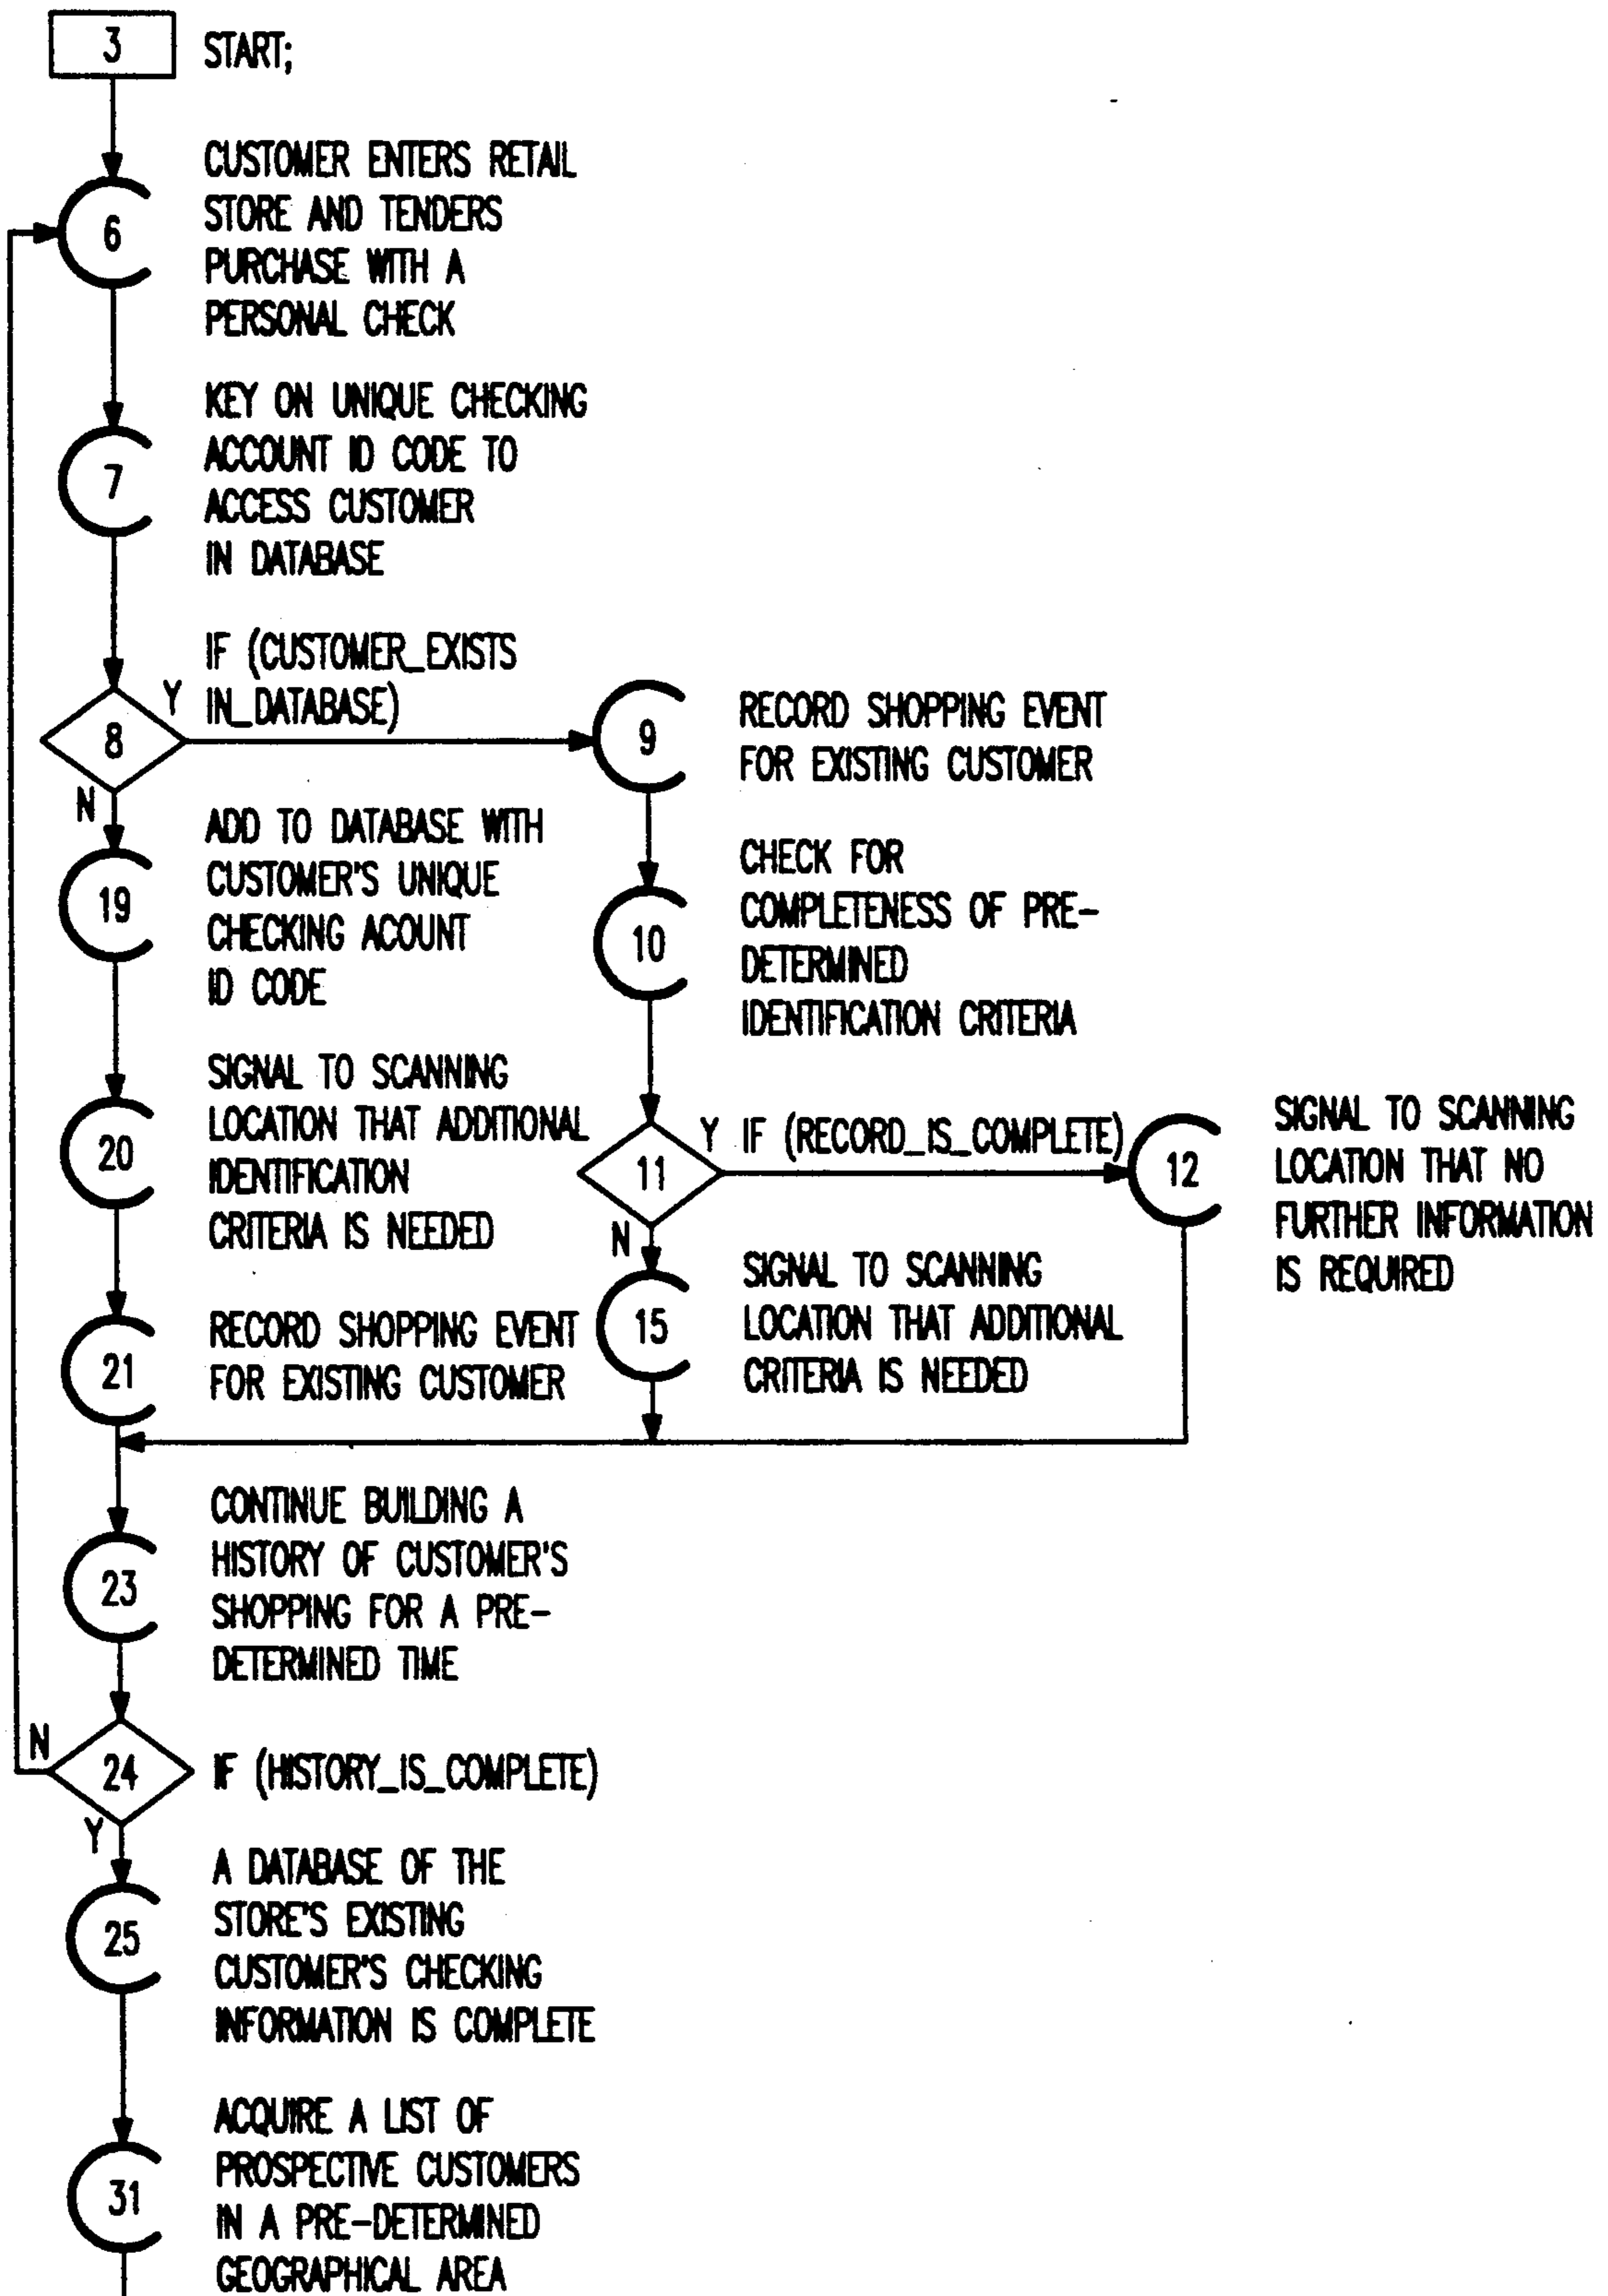 3 START;
6 CUSTOMER ENTERS RETAIL
STORE AND TENDERS
PURCHASE WITH A
PERSONAL CHECK
7 KEY ON UNIQUE CHECKING
ACCOUNT ID CODE TO
ACCESS CUSTOMER
IN DATABASE
8 IF (CUSTOMER_EXISTS
Y IN_DATABASE)
N
9 RECORD SHOPPING EVENT
FOR EXISTING CUSTOMER
19 ADD TO DATABASE WITH
CUSTOMER'S UNIQUE
CHECKING ACOUNT
ID CODE
10 CHECK FOR
COMPLETENESS OF PRE-
DETERMINED
IDENTIFICATION CRITERIA
20 SIGNAL TO SCANNING
LOCATION THAT ADDITIONAL
IDENTIFICATION
CRITERIA IS NEEDED
11 Y IF (RECORD_IS_COMPLETE)
N
12 SIGNAL TO SCANNING
LOCATION THAT NO
FURTHER INFORMATION
IS REQUIRED
21 RECORD SHOPPING EVENT
FOR EXISTING CUSTOMER
15 SIGNAL TO SCANNING
LOCATION THAT ADDITIONAL
CRITERIA IS NEEDED
23 CONTINUE BUILDING A
HISTORY OF CUSTOMER'S
SHOPPING FOR A PRE-
DETERMINED TIME
N 24 IF (HISTORY_IS_COMPLETE)
Y
25 A DATABASE OF THE
STORE'S EXISTING
CUSTOMER'S CHECKING
INFORMATION IS COMPLETE
31 ACQUIRE A LIST OF
PROSPECTIVE CUSTOMERS
IN A PRE-DETERMINED
GEOGRAPHICAL AREA